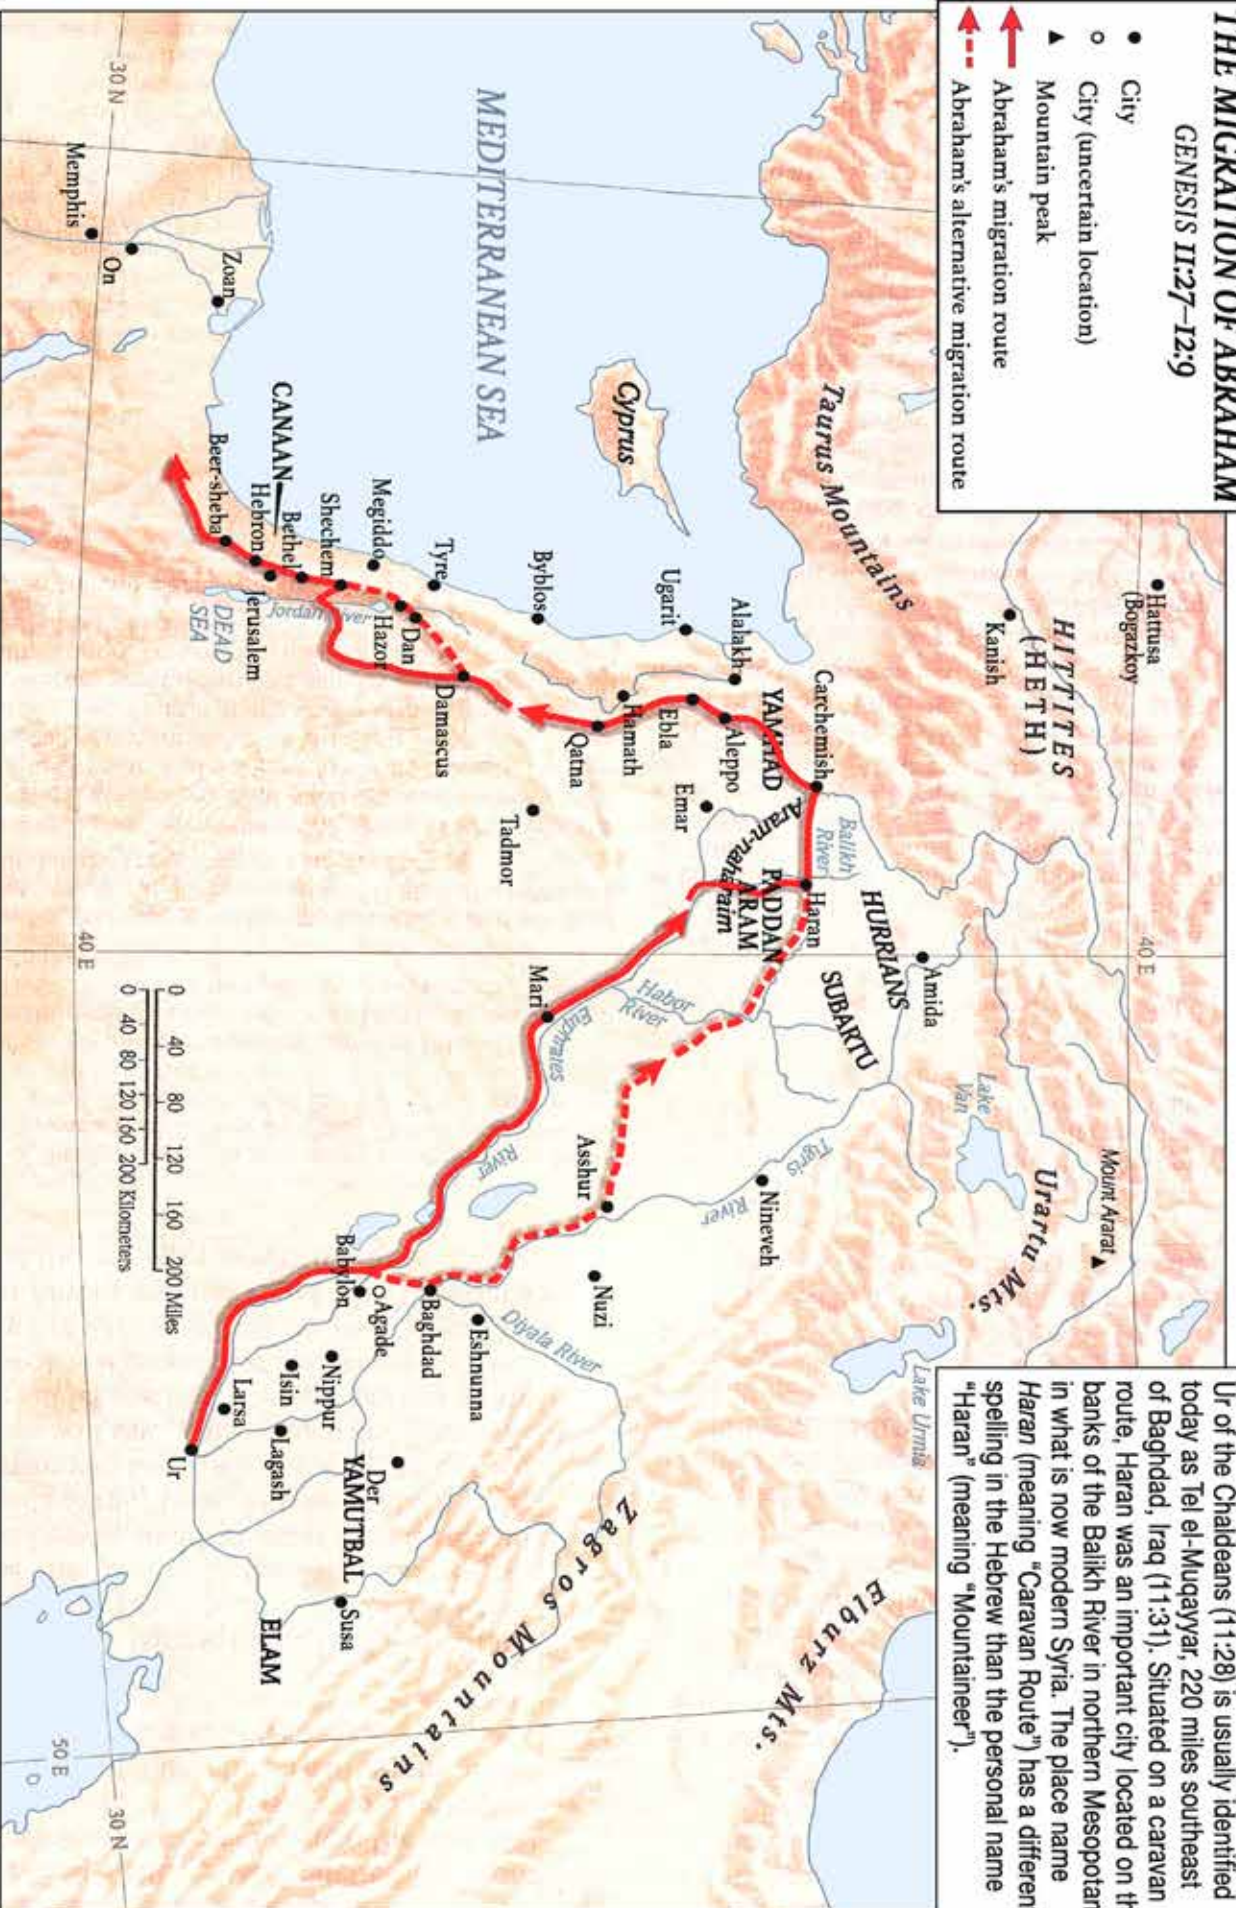 THE MIGRATION OF ABRAHAM
GENESIS 11:27–12:9
City
City (uncertain location)
Mountain peak
Abraham's migration route
Abraham's alternative migration route
Ur of the Chaldeans (11:28) is usually identified
today as Tel el-Muqayyar, 220 miles southeast
of Baghdad, Iraq (11:31). Situated on a caravan
route, Haran was an important city located on th
banks of the Balikh River in northern Mesopotam
in what is now modern Syria. The place name
Haran (meaning "Caravan Route") has a differen
spelling in the Hebrew than the personal name
"Haran" (meaning "Mountaineer").
Hattusa
(Bogazkoy)
HITTITES
(HETH)
Kanish
40 E
Mount Ararat
Urartu Mts.
Lake
Van
Lake Urmia
Amida
HURRIANS
SUBARTU
Taurus Mountains
Carchemish
Balikh
River
Haran
YAMHAD
Aram-naharaim
PADDAN
ARAM
Alalakh
Aleppo
Emar
Ugarit
Ebla
Hamath
Qatna
Tadmor
Cyprus
MEDITERRANEAN SEA
Byblos
Tyre
Damascus
Dan
Hazor
Megiddo
Shechem
Jordan River
CANAAN
Bethel
Jerusalem
Hebron
Beer-sheba
DEAD
SEA
Zoan
On
Memphis
30 N
Habor
River
Mari
Euphrates
River
Tigris
River
Nineveh
Asshur
Nuzi
Diyala River
Eshnunna
Baghdad
Agade
Babylon
Nippur
Isin
Larsa
Lagash
Ur
Der
YAMUTBAL
Susa
ELAM
Zagros Mountains
Elburz Mts.
40 E
0 40 80 120 160 200 Miles
0 40 80 120 160 200 Kilometers
50 E
30 N